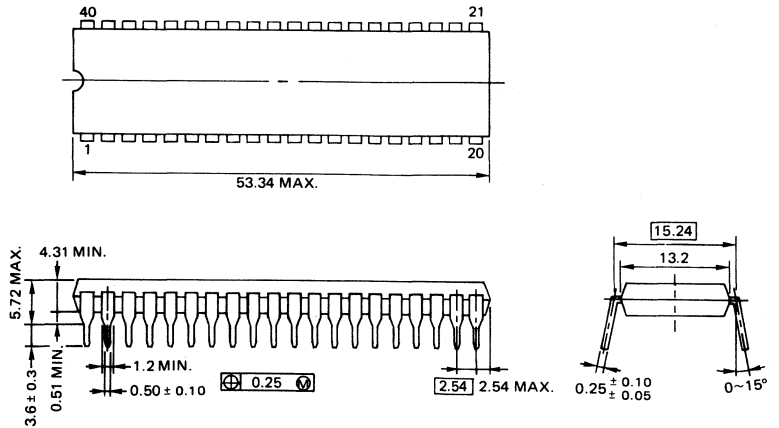 40
21
1
20
53.34 MAX.
4.31 MIN.
5.72 MAX.
3.6 ± 0.3
0.51 MIN.
1.2 MIN.
0.50 ± 0.10
0.25 M
2.54 2.54 MAX.
15.24
13.2
0.25 ± 0.10
± 0.05
0~15°